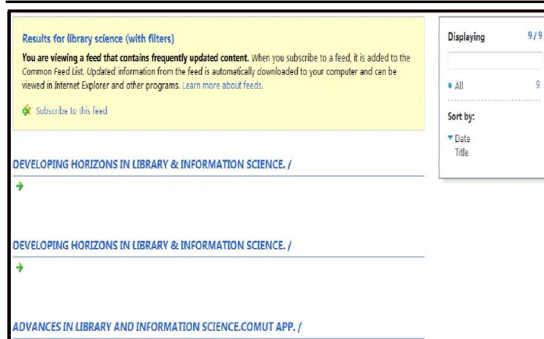 Results for library science (with filters)
You are viewing a feed that contains frequently updated content. When you subscribe to a feed, it is added to the
Common Feed List. Updated information from the feed is automatically downloaded to your computer and can be
viewed in Internet Explorer and other programs. Learn more about feeds.
Subscribe to this feed
DEVELOPING HORIZONS IN LIBRARY & INFORMATION SCIENCE. /
DEVELOPING HORIZONS IN LIBRARY & INFORMATION SCIENCE. /
ADVANCES IN LIBRARY AND INFORMATION SCIENCE.COMUT APP. /
Displaying 9 / 9
All 9
Sort by:
Date
Title